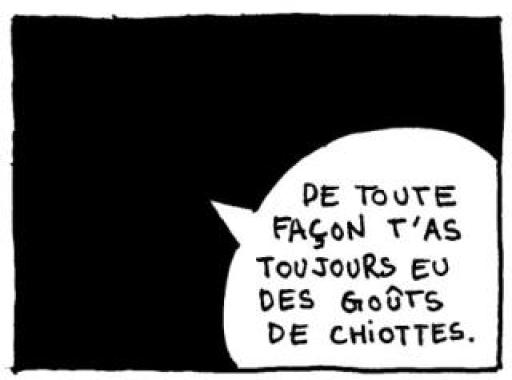 DE TOUTE
FAÇON T'AS
TOUJOURS EU
DES GOÛTS
DE CHiOTTES.